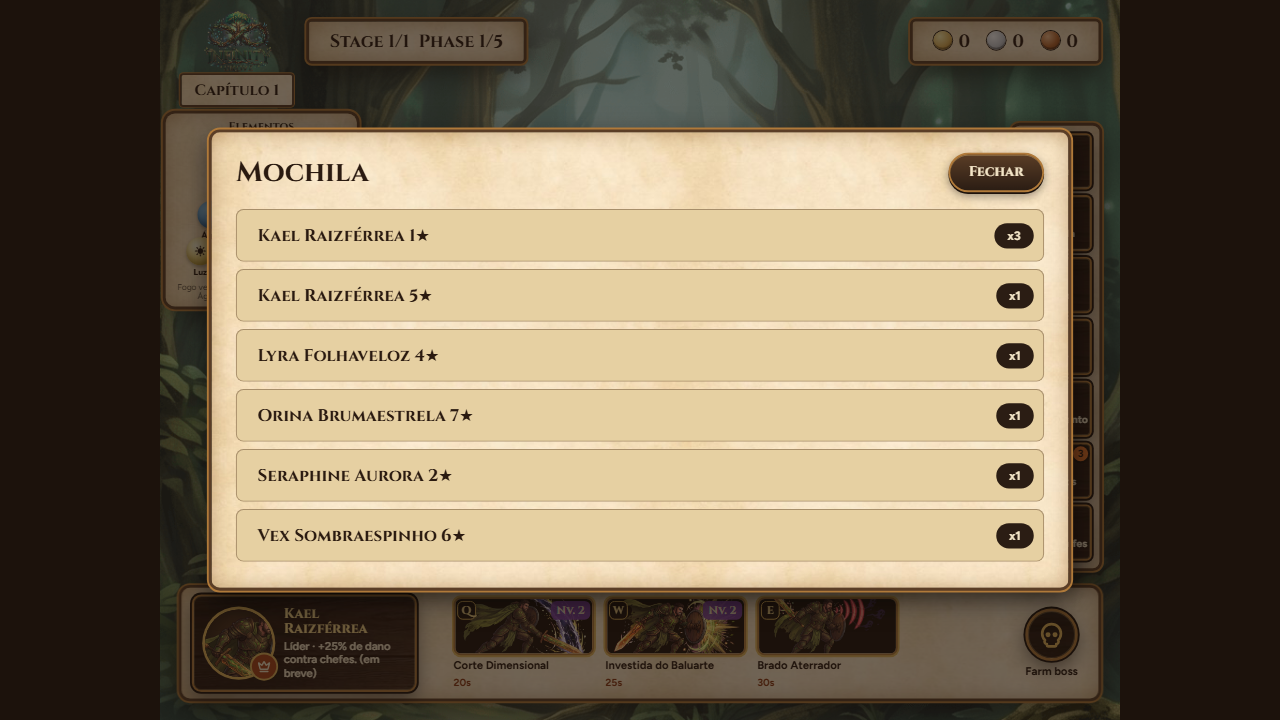 Stage 1/1 Phase 1/5
0 0 0
Capítulo 1
Elementos
Mochila
Fechar
Kael Raizférrea 1★
x3
Kael Raizférrea 5★
x1
Lyra Folhaveloz 4★
x1
Orina Brumaestrela 7★
x1
Seraphine Aurora 2★
x1
Vex Sombraespinho 6★
x1
3
Kael
Raizférrea
Líder · +25% de dano
contra chefes. (em
breve)
Q
Nv. 2
W
Nv. 2
E
Corte Dimensional
20s
Investida do Baluarte
25s
Brado Aterrador
30s
Farm boss